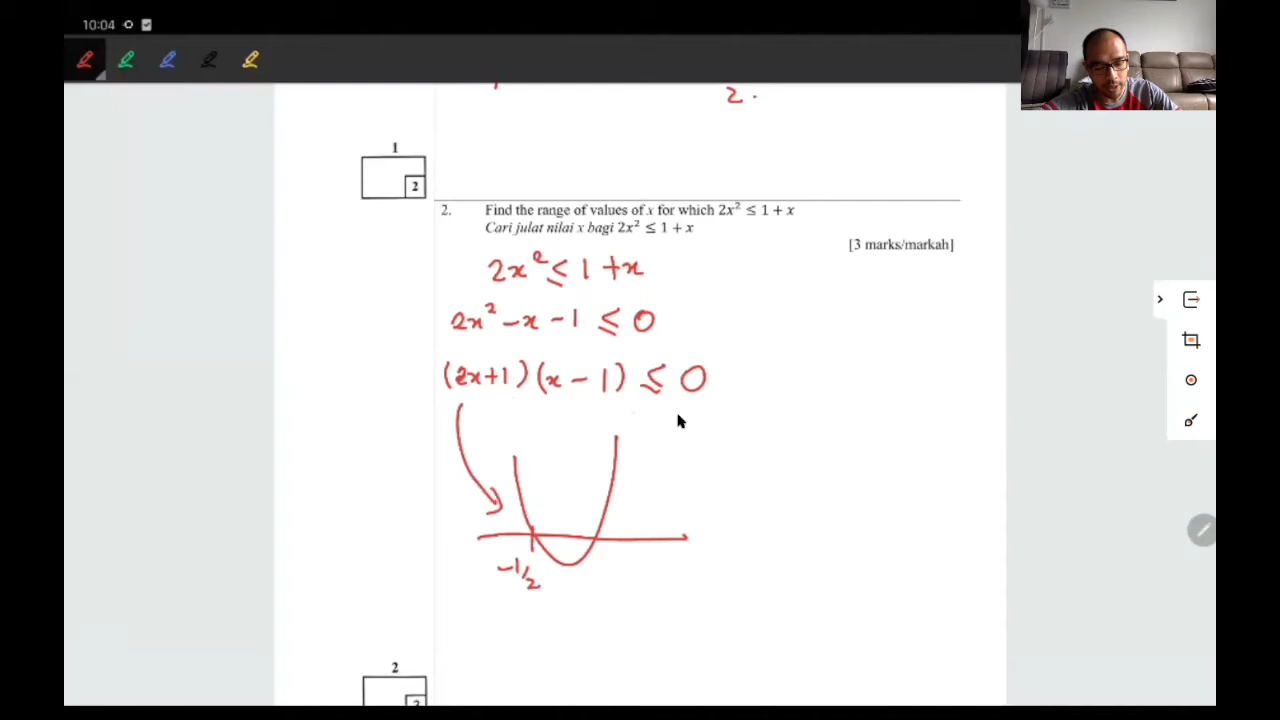 10:04
2 .
1
2
2. Find the range of values of x for which 2x² ≤ 1 + x
Cari julat nilai x bagi 2x² ≤ 1 + x
[3 marks/markah]
2x² ≤ 1 + x
2x² - x - 1 ≤ 0
(2x+1)(x - 1) ≤ 0
-1/2
2